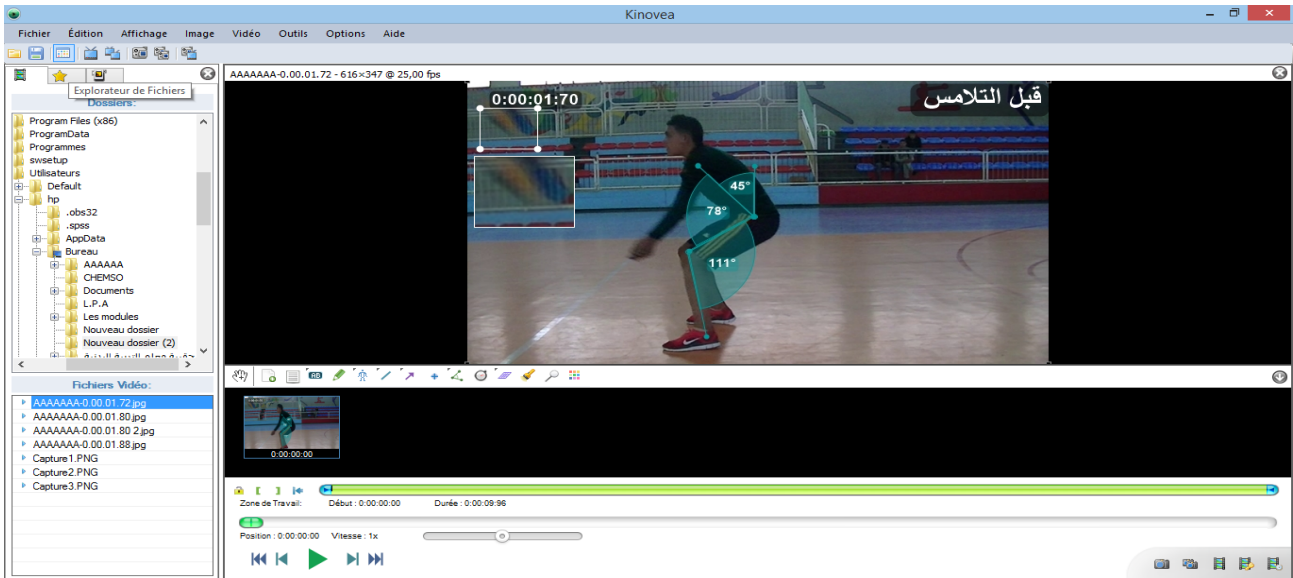 Kinovea
Fichier Édition Affichage Image Vidéo Outils Options Aide
Explorateur de Fichiers
Dossiers:
Program Files (x86)
ProgramData
Programmes
swsetup
Utilisateurs
Default
hp
.obs32
.spss
AppData
Bureau
AAAAAA
CHEMSO
Documents
L.P.A
Les modules
Nouveau dossier
Nouveau dossier (2)
Fichiers Vidéo:
AAAAAAA-0.00.01.72.jpg
AAAAAAA-0.00.01.80.jpg
AAAAAAA-0.00.01.80 2.jpg
AAAAAAA-0.00.01.88.jpg
Capture1.PNG
Capture2.PNG
Capture3.PNG
AAAAAAA-0.00.01.72 - 616×347 @ 25,00 fps
0:00:01:70
قبل التلامس
45°
78°
111°
0:00:00:00
Zone de Travail: Début : 0:00:00:00 Durée : 0:00:09:96
Position : 0:00:00:00 Vitesse : 1x